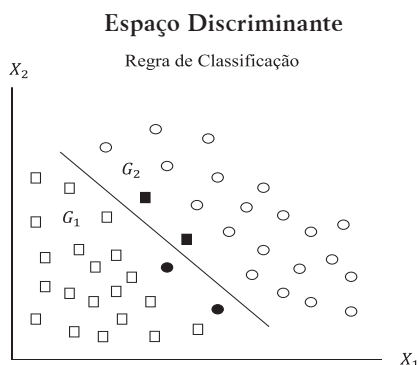 Espaço Discriminante
Regra de Classificação
X₂
G₂
G₁
X₁